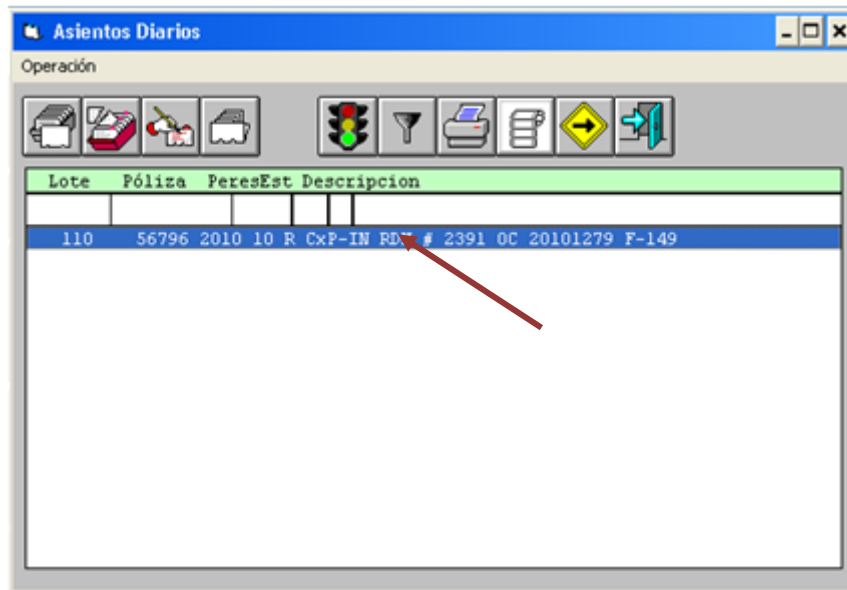 Asientos Diarios
Operación
Lote Póliza PeresEst Descripcion
110 56796 2010 10 R CxP-IN # 2391 OC 20101279 F-149